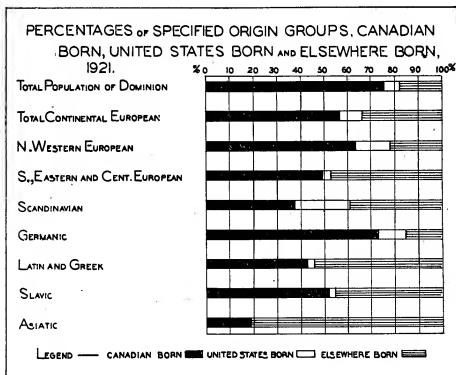 PERCENTAGES OF SPECIFIED ORIGIN GROUPS, CANADIAN
BORN, UNITED STATES BORN AND ELSEWHERE BORN,
1921.
% 0 10 20 30 40 50 60 70 80 90 100%
TOTAL POPULATION OF DOMINION
TOTAL CONTINENTAL EUROPEAN
N. WESTERN EUROPEAN
S., EASTERN AND CENT. EUROPEAN
SCANDINAVIAN
GERMANIC
LATIN AND GREEK
SLAVIC
ASIATIC
LEGEND — CANADIAN BORN UNITED STATES BORN ELSEWHERE BORN